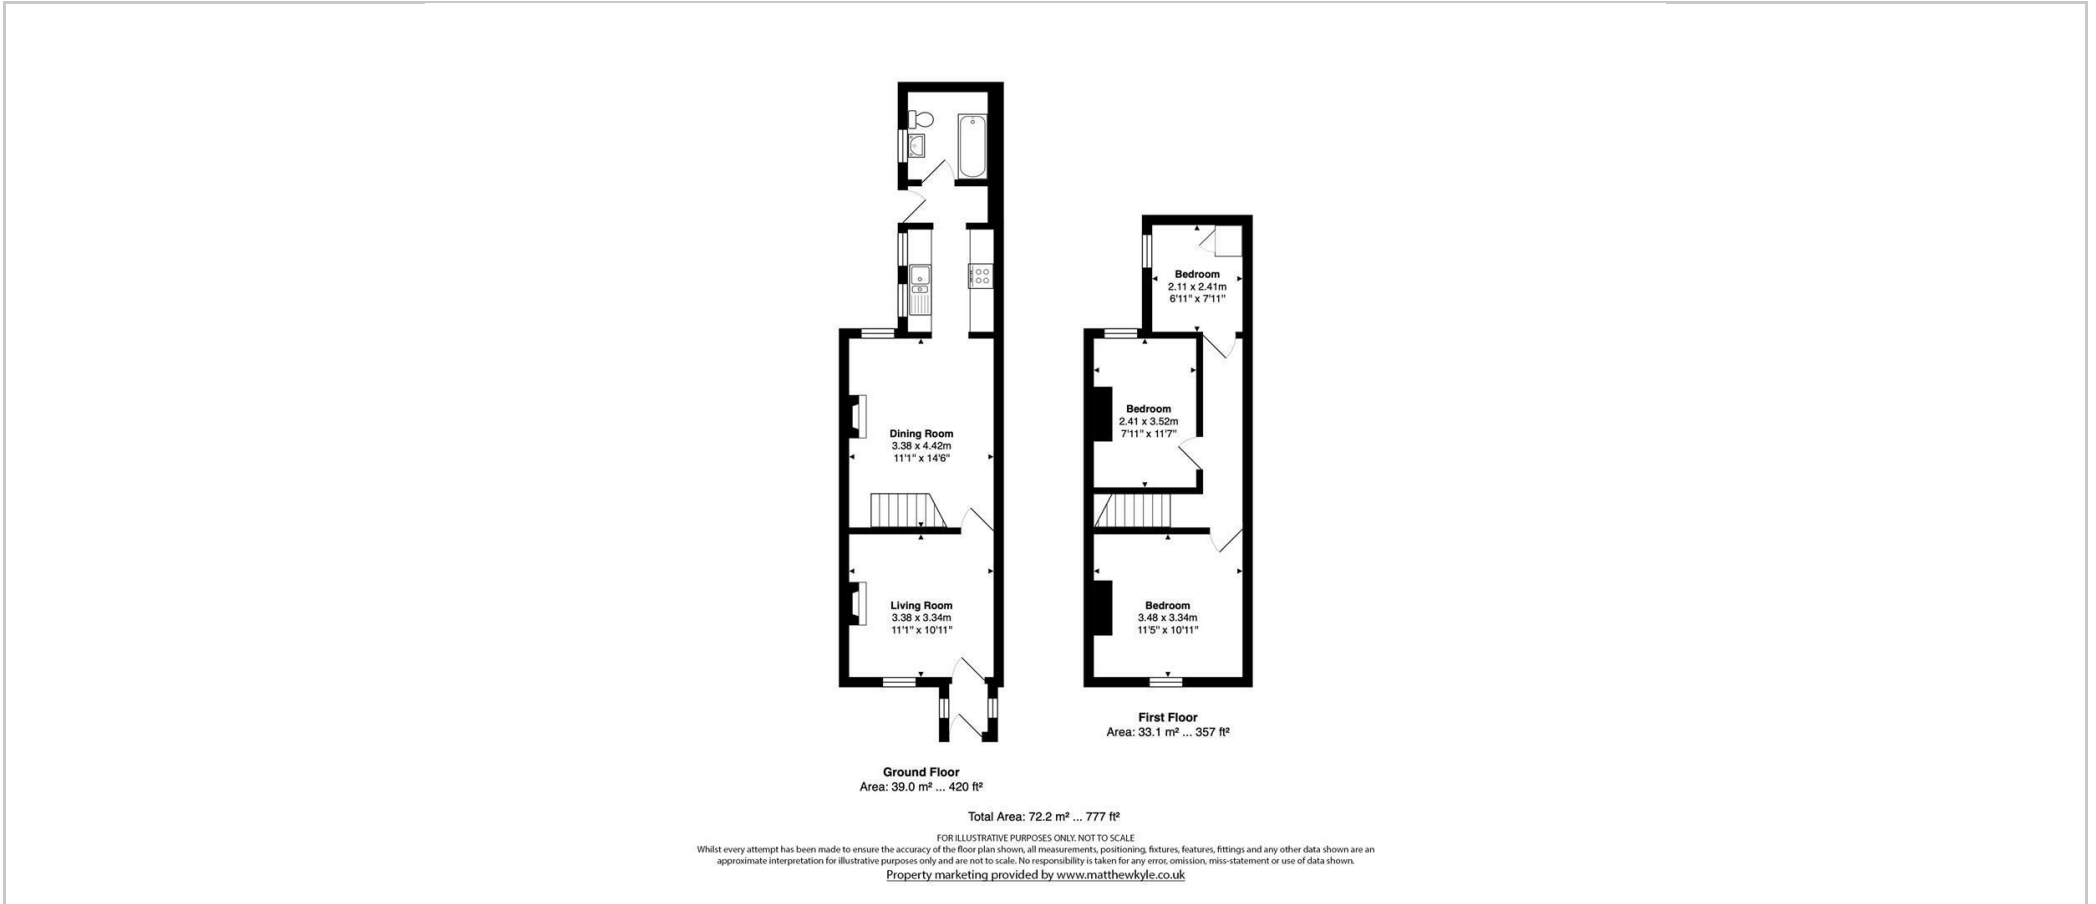 Bedroom
2.11 x 2.41m
6'11" x 7'11"
Bedroom
2.41 x 3.52m
7'11" x 11'7"
Dining Room
3.38 x 4.42m
11'1" x 14'6"
Living Room
3.38 x 3.34m
11'1" x 10'11"
Bedroom
3.48 x 3.34m
11'5" x 10'11"
First Floor
Area: 33.1 m² ... 357 ft²
Ground Floor
Area: 39.0 m² ... 420 ft²
Total Area: 72.2 m² ... 777 ft²
FOR ILLUSTRATIVE PURPOSES ONLY. NOT TO SCALE
Whilst every attempt has been made to ensure the accuracy of the floor plan shown, all measurements, positioning, fixtures, features, fittings and any other data shown are an
approximate interpretation for illustrative purposes only and are not to scale. No responsibility is taken for any error, omission, miss-statement or use of data shown.
Property marketing provided by www.matthewkyle.co.uk